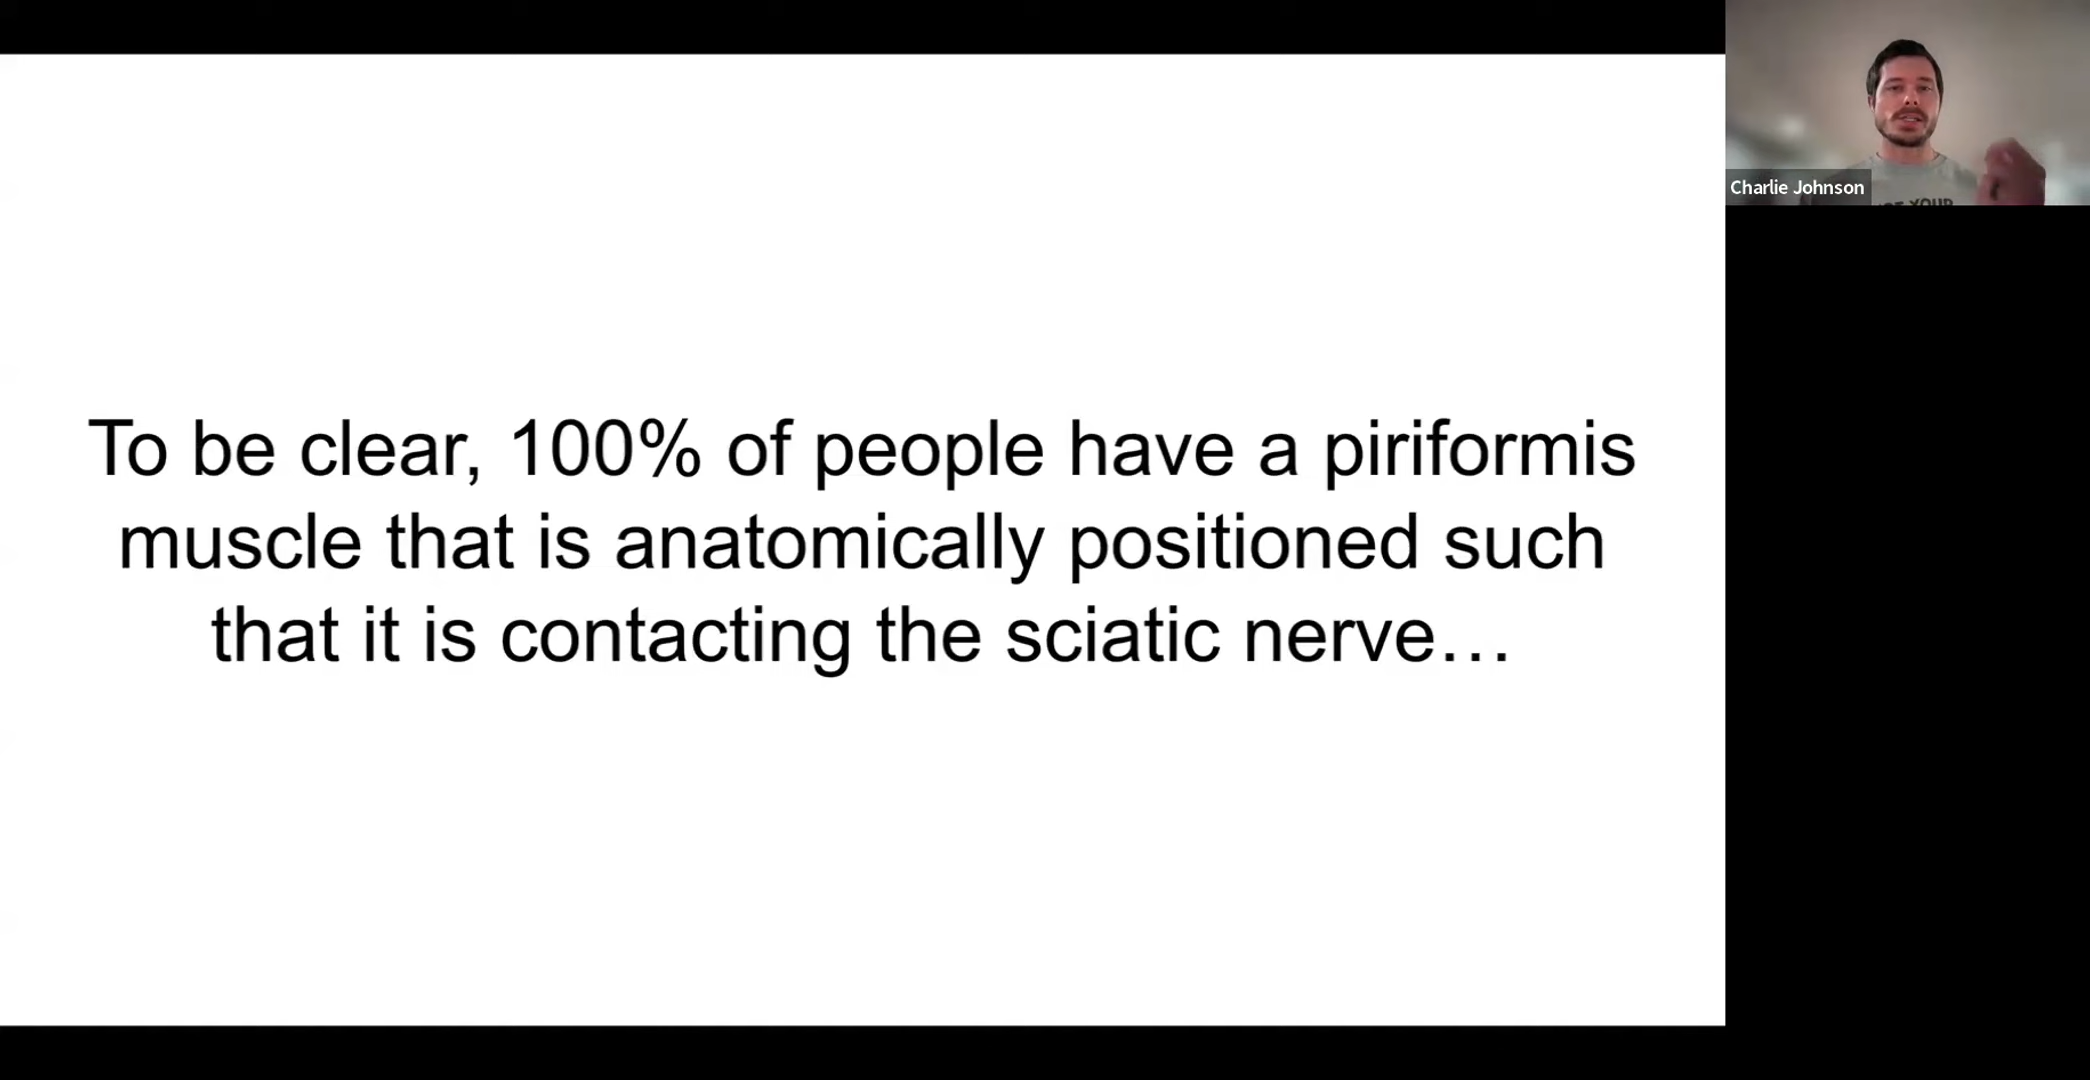 To be clear, 100% of people have a piriformis
muscle that is anatomically positioned such
that it is contacting the sciatic nerve…
Charlie Johnson
YOUR